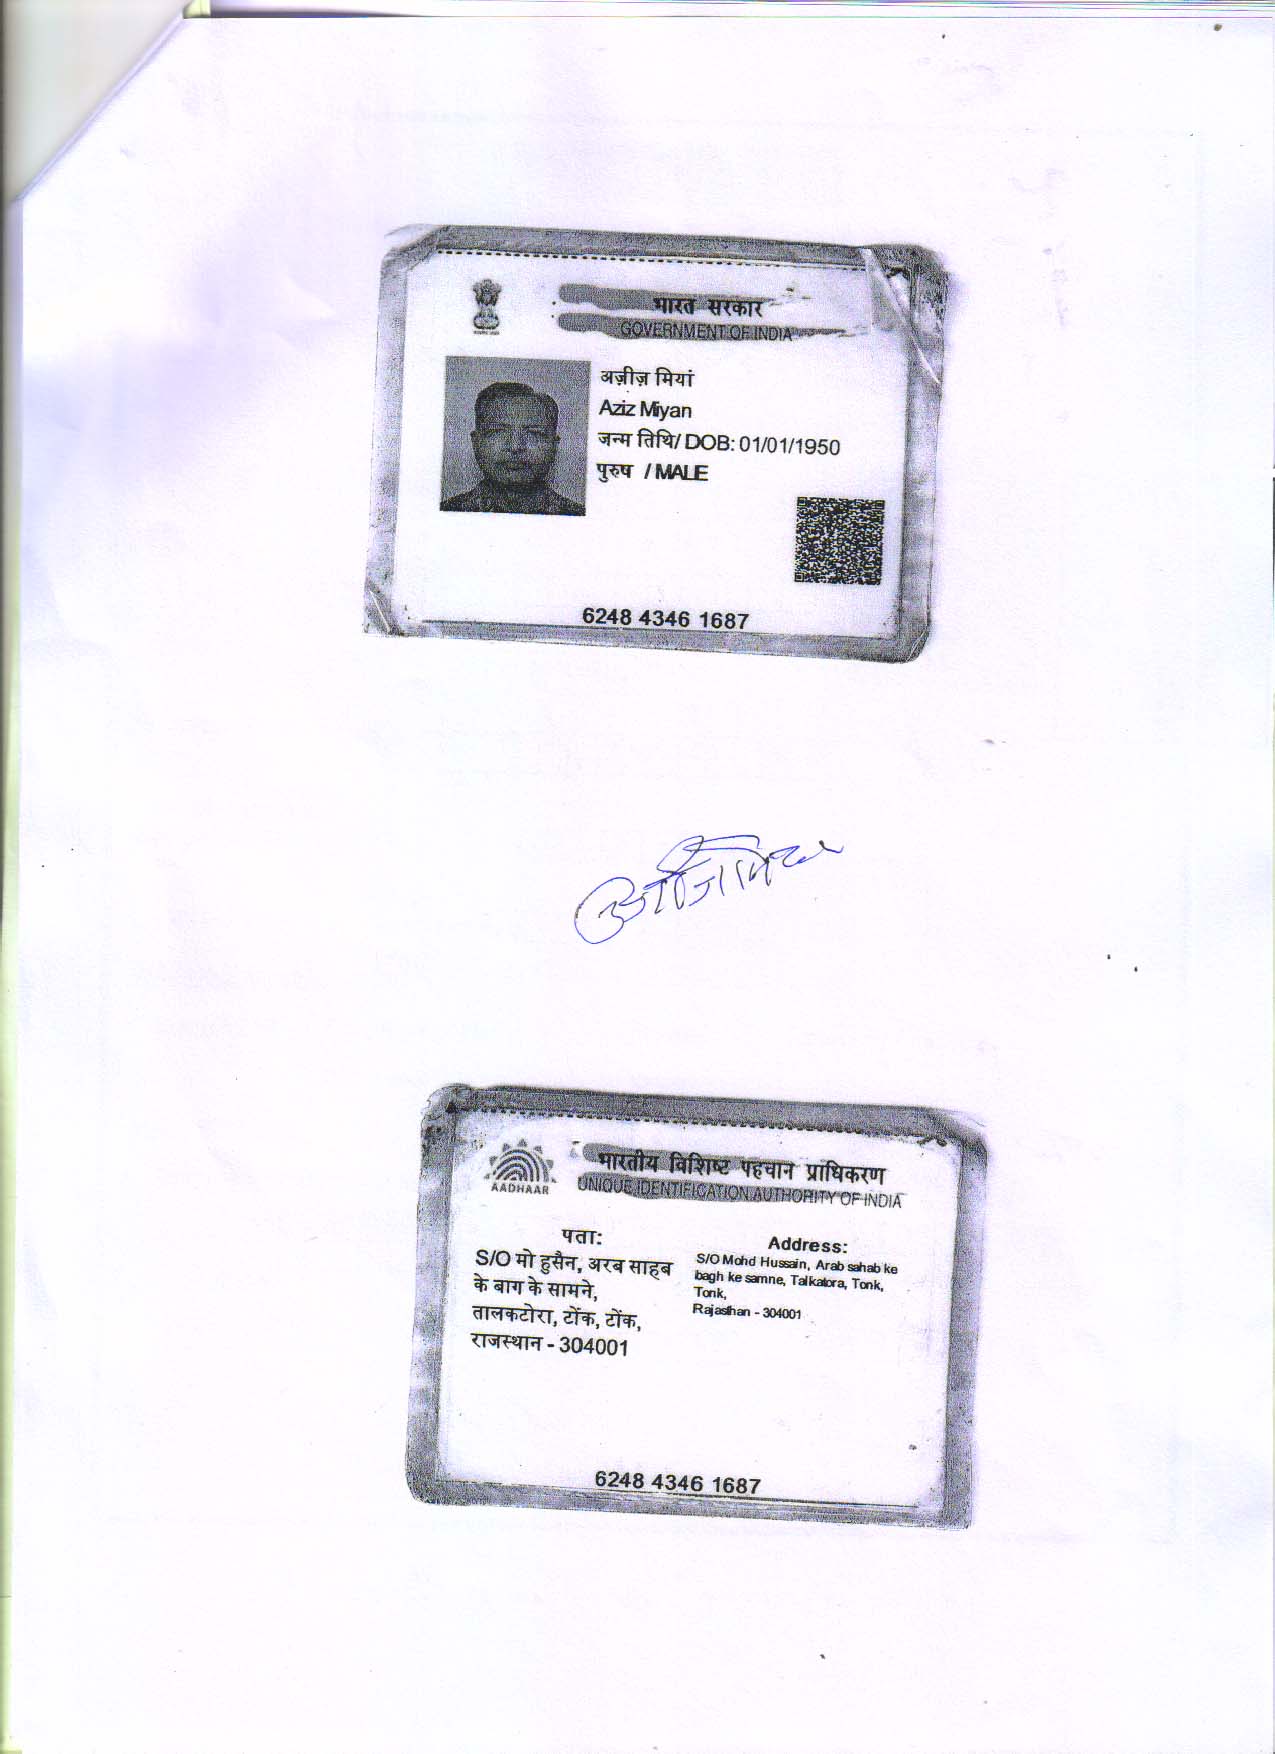 भारत सरकार
GOVERNMENT OF INDIA
अज़ीज़ मियां
Aziz Miyan
जन्म तिथि/ DOB: 01/01/1950
पुरुष / MALE
6248 4346 1687
भारतीय विशिष्ट पहचान प्राधिकरण
UNIQUE IDENTIFICATION AUTHORITY OF INDIA
AADHAAR
पता:
S/O मो हुसैन, अरब साहब
के बाग के सामने,
तालकटोरा, टोंक, टोंक,
राजस्थान - 304001
Address:
S/O Mohd Hussain, Arab sahab ke
bagh ke samne, Talkatora, Tonk,
Tonk,
Rajasthan - 304001
6248 4346 1687